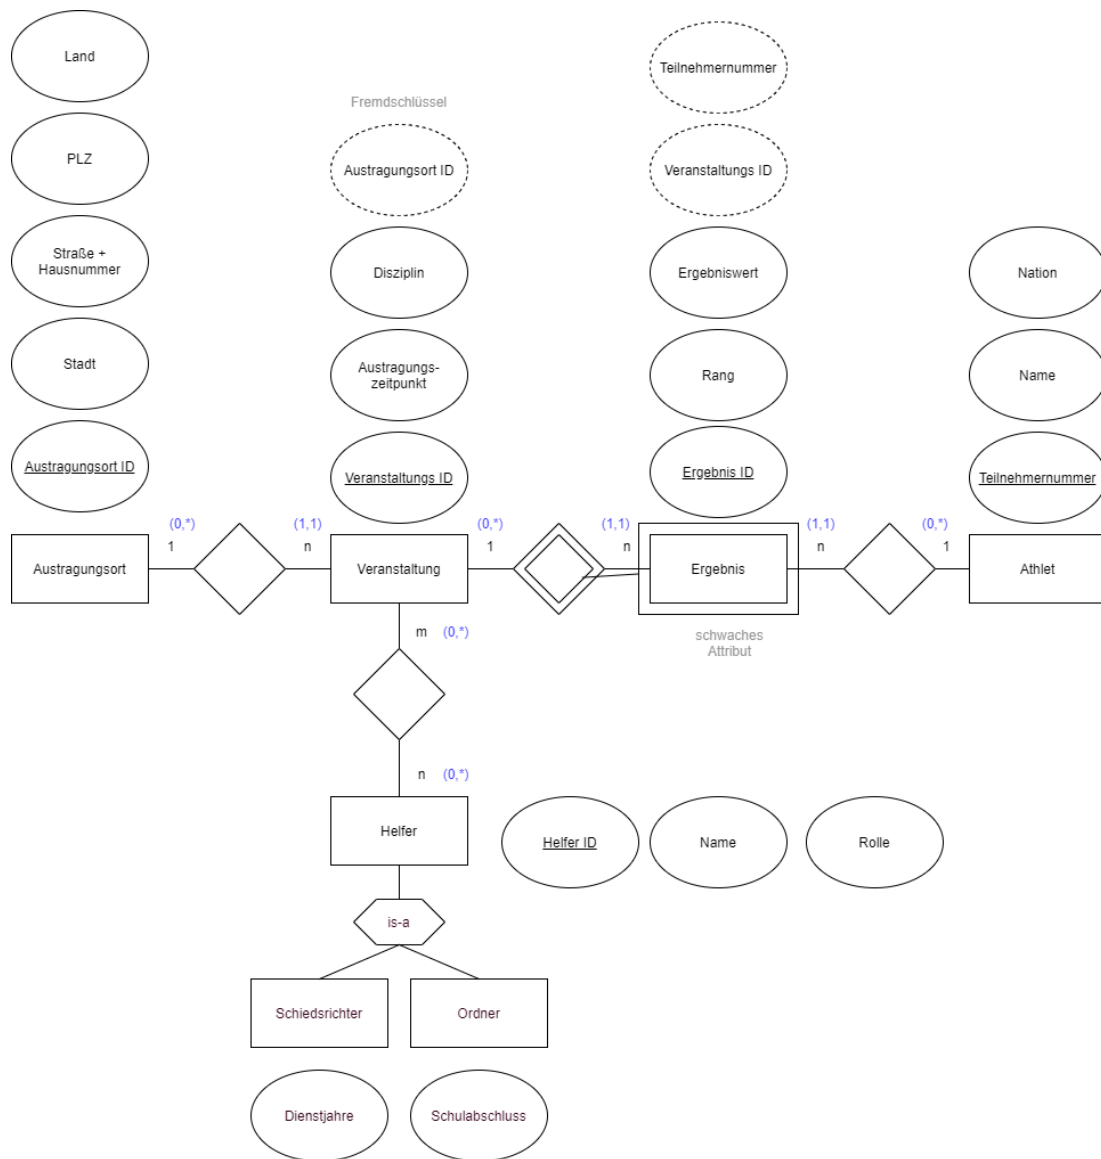 Land
Teilnehmernummer
Fremdschlüssel
PLZ
Austragungsort ID
Veranstaltungs ID
Straße +
Hausnummer
Disziplin
Ergebniswert
Nation
Stadt
Austragungs-
zeitpunkt
Rang
Name
Austragungsort ID
Veranstaltungs ID
Ergebnis ID
Teilnehmernummer
(0,*)
(1,1)
(0,*)
(1,1)
(1,1)
(0,*)
1
n
1
n
n
1
Austragungsort
Veranstaltung
Ergebnis
Athlet
m (0,*)
schwaches
Attribut
n (0,*)
Helfer
Helfer ID
Name
Rolle
is-a
Schiedsrichter
Ordner
Dienstjahre
Schulabschluss